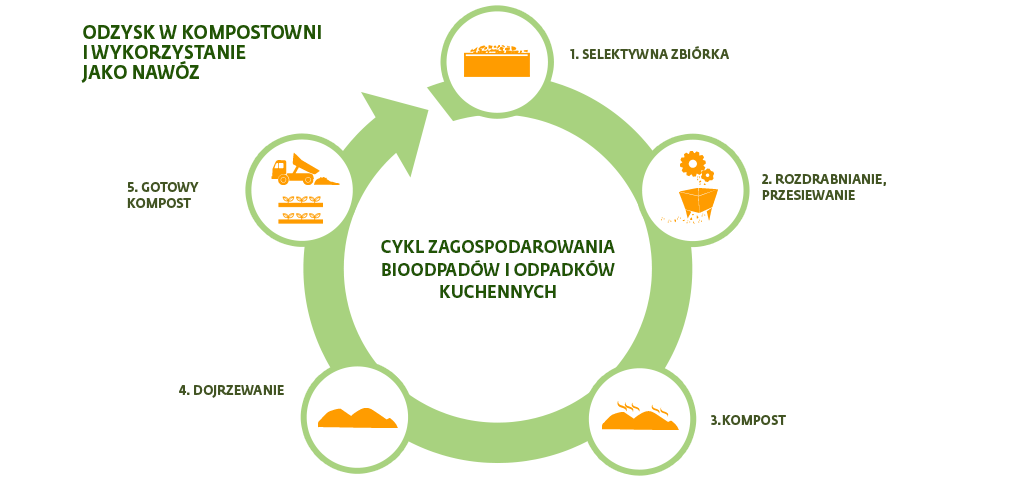 ODZYSK W KOMPOSTOWNI
I WYKORZYSTANIE
JAKO NAWÓZ
1. SELEKTYWNA ZBIÓRKA
2. ROZDRABNIANIE,
PRZESIEWANIE
3.KOMPOST
4. DOJRZEWANIE
5. GOTOWY
KOMPOST
CYKL ZAGOSPODAROWANIA
BIOODPADÓW I ODPADKÓW
KUCHENNYCH